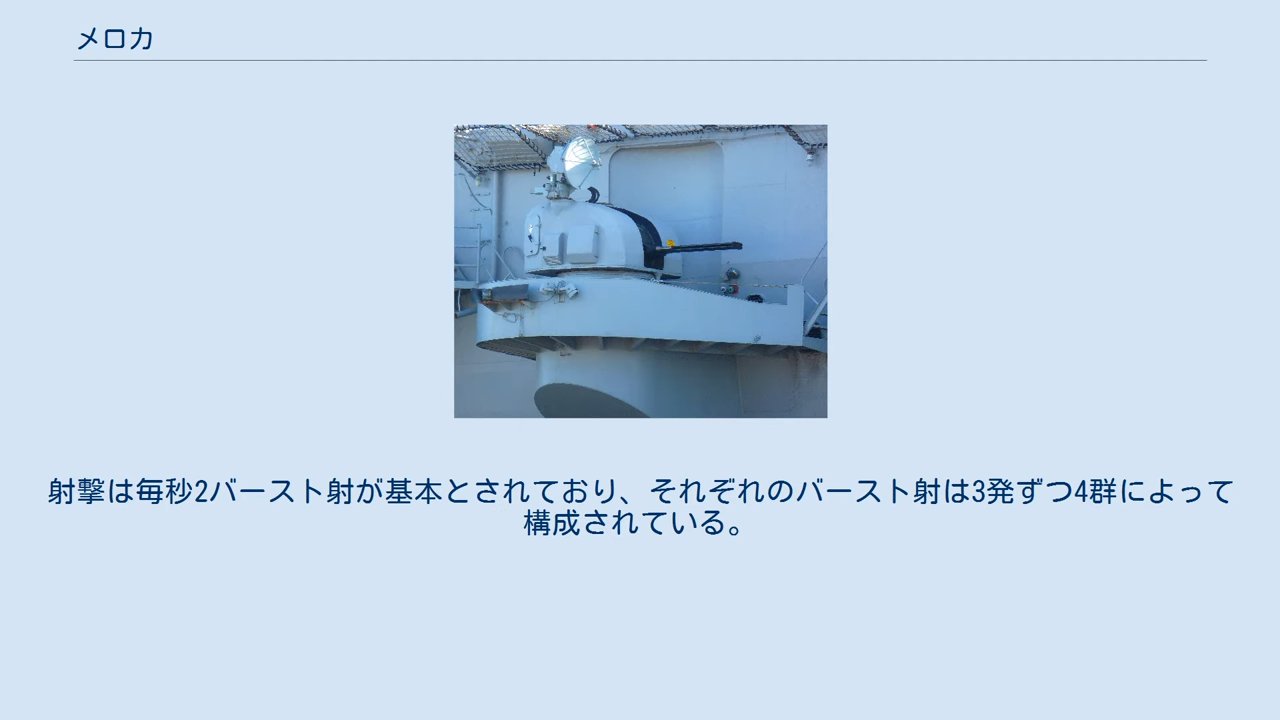 メロカ
射撃は毎秒2バースト射が基本とされており、それぞれのバースト射は3発ずつ4群によって
構成されている。